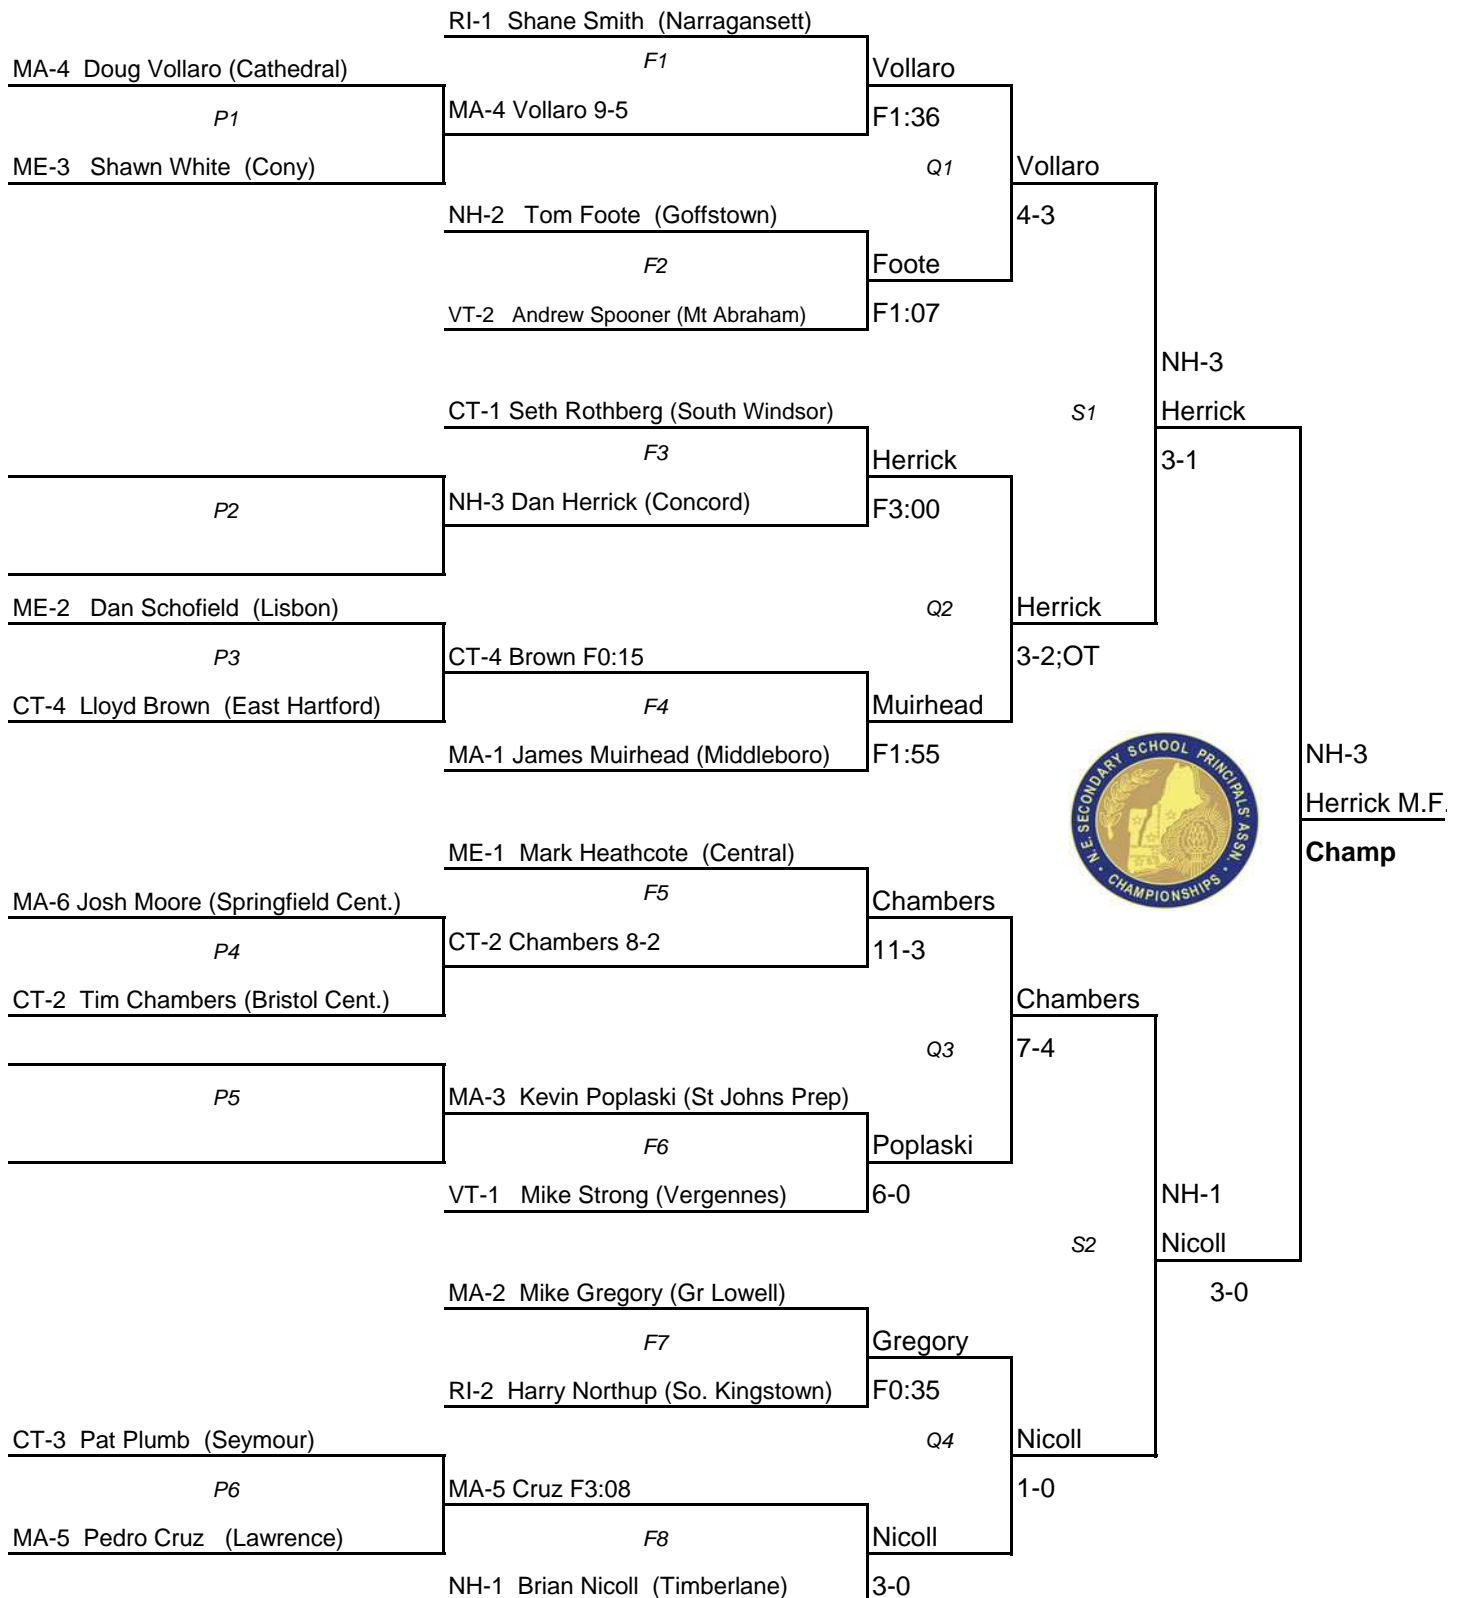 RI-1 Shane Smith (Narragansett)
F1
MA-4 Doug Vollaro (Cathedral)
Vollaro
P1
MA-4 Vollaro 9-5
F1:36
ME-3 Shawn White (Cony)
Q1
Vollaro
NH-2 Tom Foote (Goffstown)
4-3
F2
Foote
VT-2 Andrew Spooner (Mt Abraham)
F1:07
NH-3
CT-1 Seth Rothberg (South Windsor)
S1
Herrick
F3
Herrick
3-1
P2
NH-3 Dan Herrick (Concord)
F3:00
ME-2 Dan Schofield (Lisbon)
Q2
Herrick
P3
CT-4 Brown F0:15
3-2;OT
CT-4 Lloyd Brown (East Hartford)
F4
Muirhead
MA-1 James Muirhead (Middleboro)
F1:55
N.E. SECONDARY SCHOOL PRINCIPALS' ASSN.
• CHAMPIONSHIPS •
NH-3
Herrick M.F.
Champ
ME-1 Mark Heathcote (Central)
F5
MA-6 Josh Moore (Springfield Cent.)
Chambers
P4
CT-2 Chambers 8-2
11-3
CT-2 Tim Chambers (Bristol Cent.)
Chambers
Q3
7-4
P5
MA-3 Kevin Poplaski (St Johns Prep)
F6
Poplaski
VT-1 Mike Strong (Vergennes)
6-0
NH-1
S2
Nicoll
MA-2 Mike Gregory (Gr Lowell)
3-0
F7
Gregory
RI-2 Harry Northup (So. Kingstown)
F0:35
CT-3 Pat Plumb (Seymour)
Q4
Nicoll
P6
MA-5 Cruz F3:08
1-0
MA-5 Pedro Cruz (Lawrence)
F8
Nicoll
NH-1 Brian Nicoll (Timberlane)
3-0